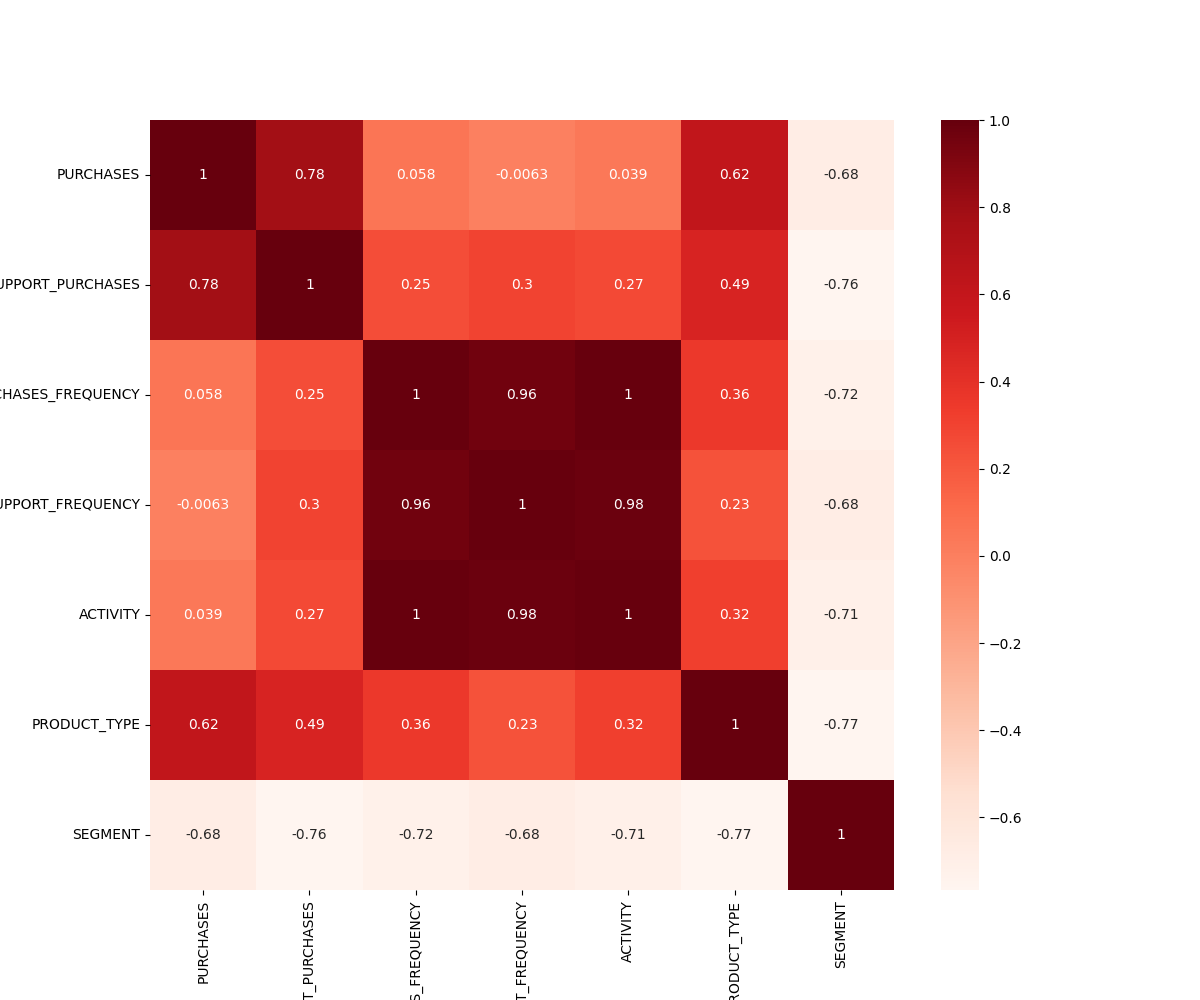 PURCHASES 1 0.78 0.058 -0.0063 0.039 0.62 -0.68
UPPORT_PURCHASES 0.78 1 0.25 0.3 0.27 0.49 -0.76
CHASES_FREQUENCY 0.058 0.25 1 0.96 1 0.36 -0.72
UPPORT_FREQUENCY -0.0063 0.3 0.96 1 0.98 0.23 -0.68
ACTIVITY 0.039 0.27 1 0.98 1 0.32 -0.71
PRODUCT_TYPE 0.62 0.49 0.36 0.23 0.32 1 -0.77
SEGMENT -0.68 -0.76 -0.72 -0.68 -0.71 -0.77 1
PURCHASES
T_PURCHASES
S_FREQUENCY
T_FREQUENCY
ACTIVITY
RODUCT_TYPE
SEGMENT
1.0
0.8
0.6
0.4
0.2
0.0
−0.2
−0.4
−0.6